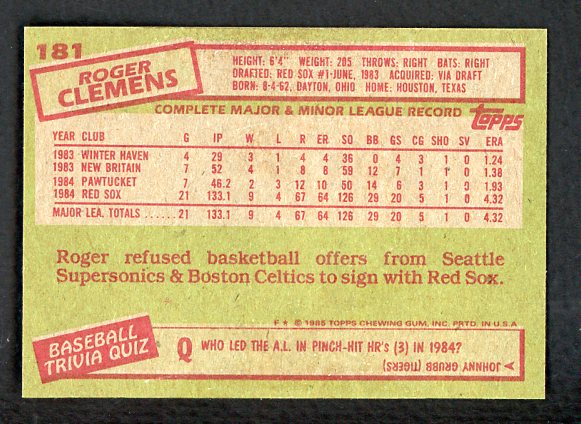 181
ROGER
CLEMENS
HEIGHT: 6'4" WEIGHT: 205 THROWS: RIGHT BATS: RIGHT
DRAFTED: RED SOX #1-JUNE, 1983 ACQUIRED: VIA DRAFT
BORN: 8-4-62, DAYTON, OHIO HOME: HOUSTON, TEXAS
COMPLETE MAJOR & MINOR LEAGUE RECORD
TOPPS
YEAR CLUB G IP W L R ER SO BB GS CG SHO SV ERA
1983 WINTER HAVEN 4 29 3 1 4 4 36 0 4 3 1 0 1.24
1983 NEW BRITAIN 7 52 4 1 8 8 59 12 7 1 1 0 1.38
1984 PAWTUCKET 7 46.2 2 3 12 10 50 14 6 3 1 0 1.93
1984 RED SOX 21 133.1 9 4 67 64 126 29 20 5 1 0 4.32
MAJOR LEA. TOTALS ...... 21 133.1 9 4 67 64 126 29 20 5 1 0 4.32
Roger refused basketball offers from Seattle
Supersonics & Boston Celtics to sign with Red Sox.
F★ © 1985 TOPPS CHEWING GUM, INC. PRTD. IN U.S.A
BASEBALL
TRIVIA QUIZ
Q WHO LED THE A.L. IN PINCH-HIT HR's (3) IN 1984?
A JOHNNY GRUBB (TIGERS)